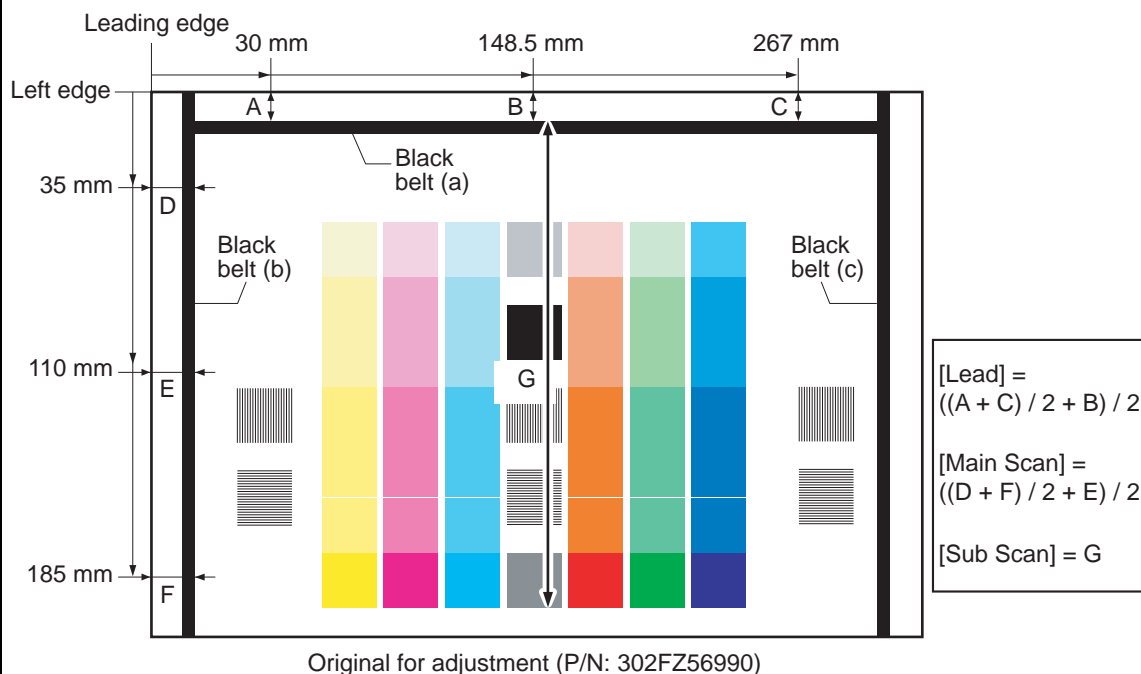 Leading edge
30 mm
148.5 mm
267 mm
Left edge
A
B
C
Black
belt (a)
35 mm
D
Black
belt (b)
Black
belt (c)
110 mm
E
G
[Lead] =
((A + C) / 2 + B) / 2
[Main Scan] =
((D + F) / 2 + E) / 2
[Sub Scan] = G
185 mm
F
Original for adjustment (P/N: 302FZ56990)